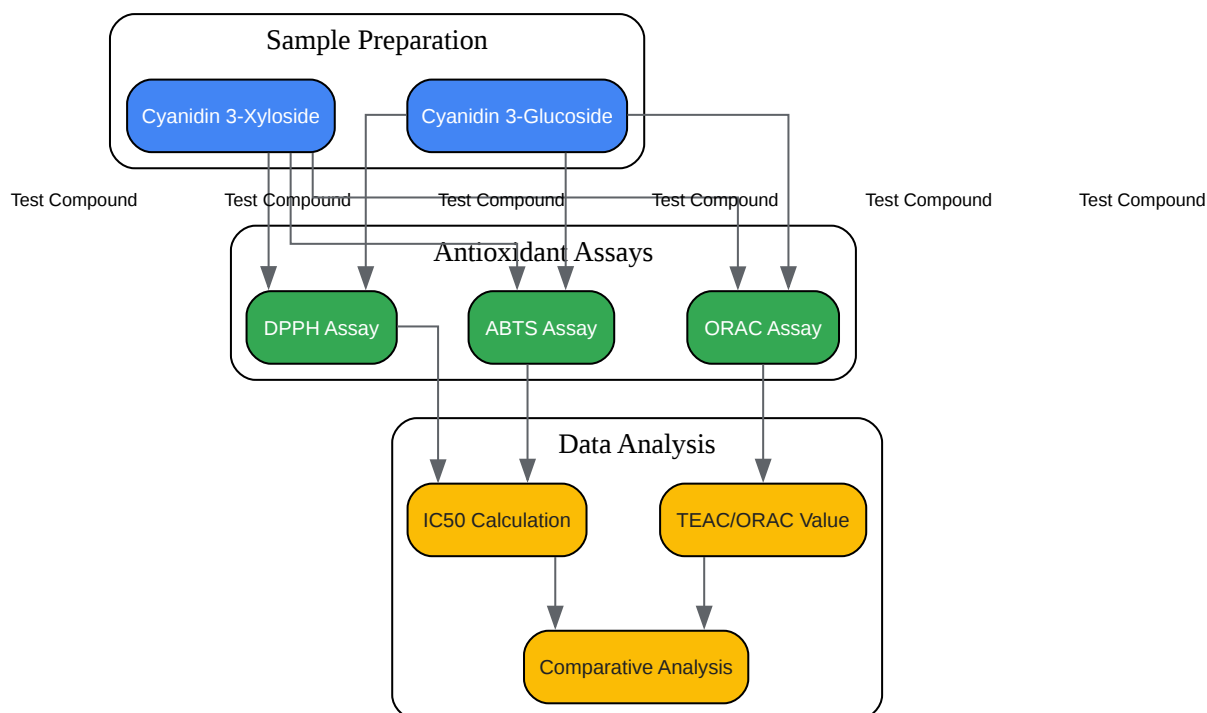 Sample Preparation
Cyanidin 3-Xyloside
Cyanidin 3-Glucoside
Test Compound
Test Compound
Test Compound
Test Compound
Test Compound
Test Compound
Antioxidant Assays
DPPH Assay
ABTS Assay
ORAC Assay
Data Analysis
IC50 Calculation
TEAC/ORAC Value
Comparative Analysis